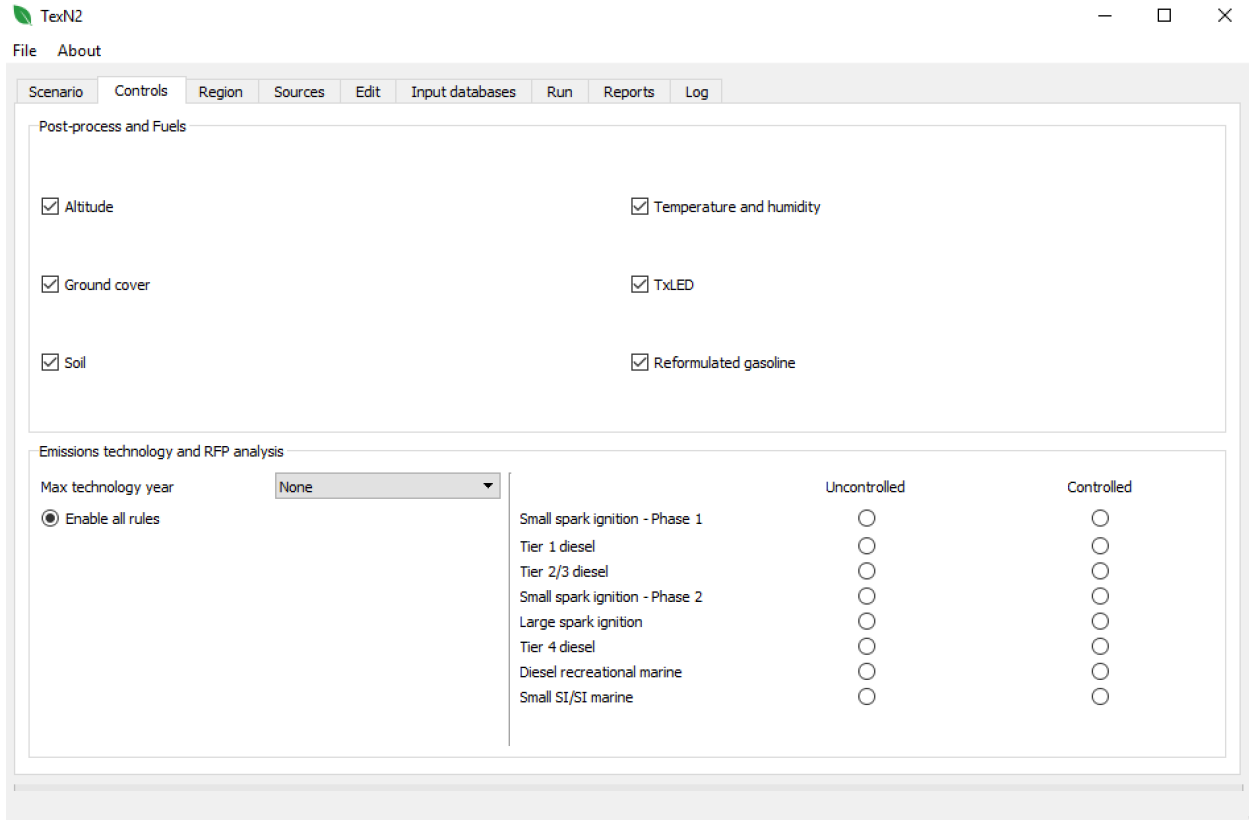 TexN2
File About
Scenario Controls Region Sources Edit Input databases Run Reports Log
Post-process and Fuels
Altitude Temperature and humidity
Ground cover TxLED
Soil Reformulated gasoline
Emissions technology and RFP analysis
Max technology year None Uncontrolled Controlled
Enable all rules Small spark ignition - Phase 1
Tier 1 diesel
Tier 2/3 diesel
Small spark ignition - Phase 2
Large spark ignition
Tier 4 diesel
Diesel recreational marine
Small SI/SI marine